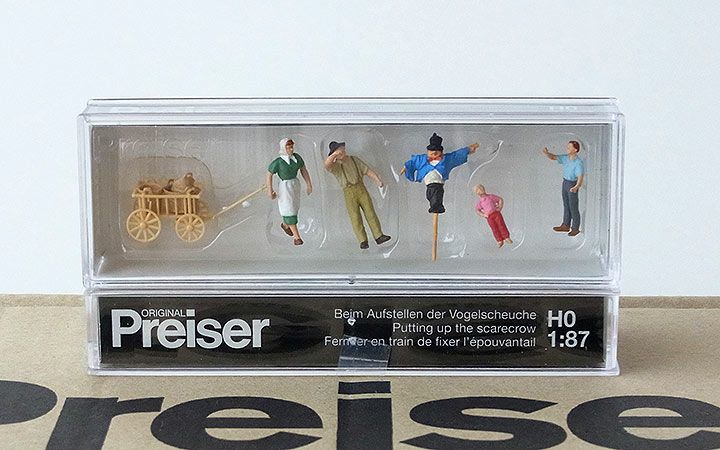 ORIGINAL
Preiser
Beim Aufstellen der Vogelscheuche
Putting up the scarecrow
Fermier en train de fixer l'épouvantail
H0
1:87
Preise